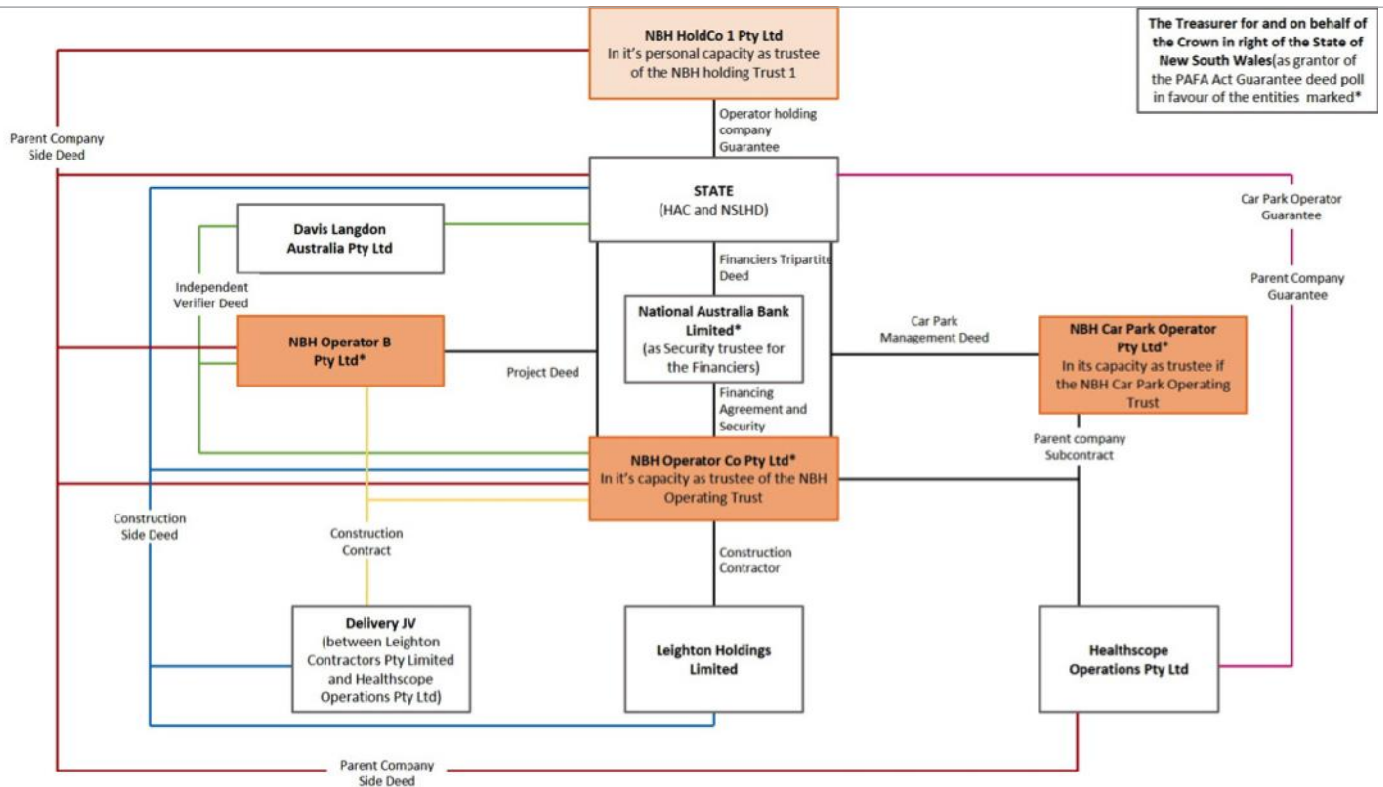 NBH HoldCo 1 Pty Ltd
In it's personal capacity as trustee
of the NBH holding Trust 1
The Treasurer for and on behalf of
the Crown in right of the State of
New South Wales(as grantor of
the PAFA Act Guarantee deed poll
in favour of the entities marked*
Parent Company
Side Deed
Operator holding
company
Guarantee
STATE
(HAC and NSLHD)
Car Park Operator
Guarantee
Davis Langdon
Australia Pty Ltd
Financiers Tripartite
Deed
Independent
Verifier Deed
Parent Company
Guarantee
National Australia Bank
Limited*
(as Security trustee for
the Financiers)
NBH Operator B
Pty Ltd*
Project Deed
Car Park
Management Deed
NBH Car Park Operator
Pty Ltd*
In its capacity as trustee if
the NBH Car Park Operating
Trust
Financing
Agreement and
Security
Parent company
Subcontract
NBH Operator Co Pty Ltd*
In it's capacity as trustee of the NBH
Operating Trust
Construction
Side Deed
Construction
Contract
Construction
Contractor
Delivery JV
(between Leighton
Contractors Pty Limited
and Healthscope
Operations Pty Ltd)
Leighton Holdings
Limited
Healthscope
Operations Pty Ltd
Parent Company
Side Deed